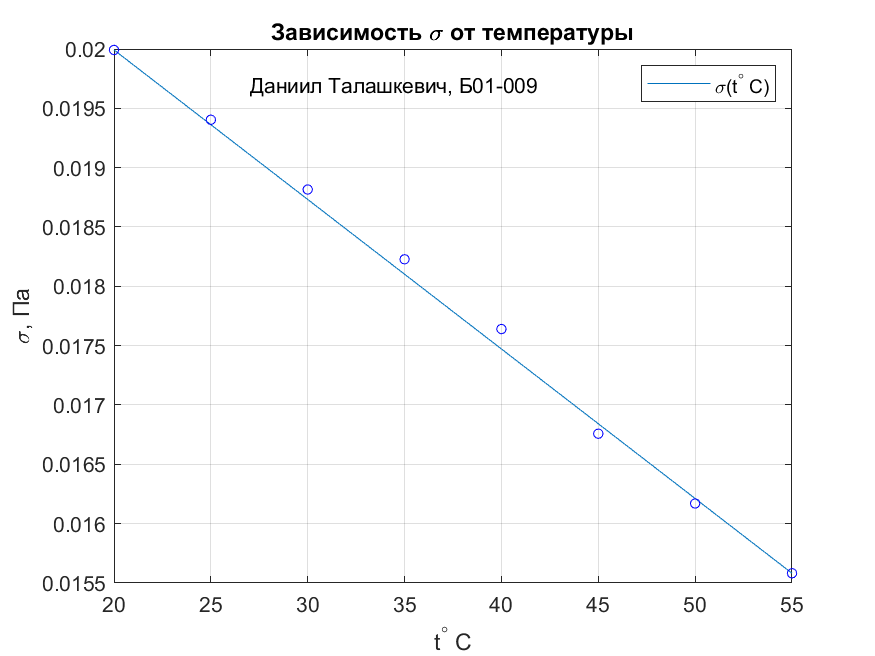 Зависимость σ от температуры
Даниил Талашкевич, Б01-009
σ(t° C)
σ, Па
0.02
0.0195
0.019
0.0185
0.018
0.0175
0.017
0.0165
0.016
0.0155
20 25 30 35 40 45 50 55
t° C